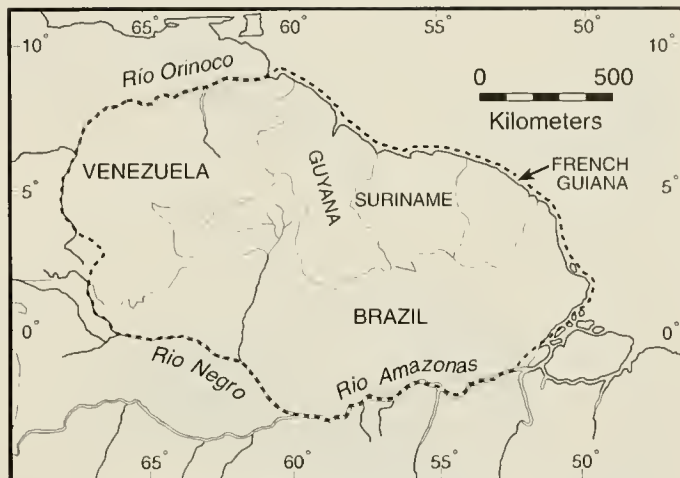 65° 60° 55° 50°
10°
Río Orinoco
0 500
Kilometers
VENEZUELA
GUYANA
SURINAME
FRENCH
GUIANA
5° 5°
BRAZIL
0° 0°
Rio Negro
Rio Amazonas
65° 60° 55° 50°